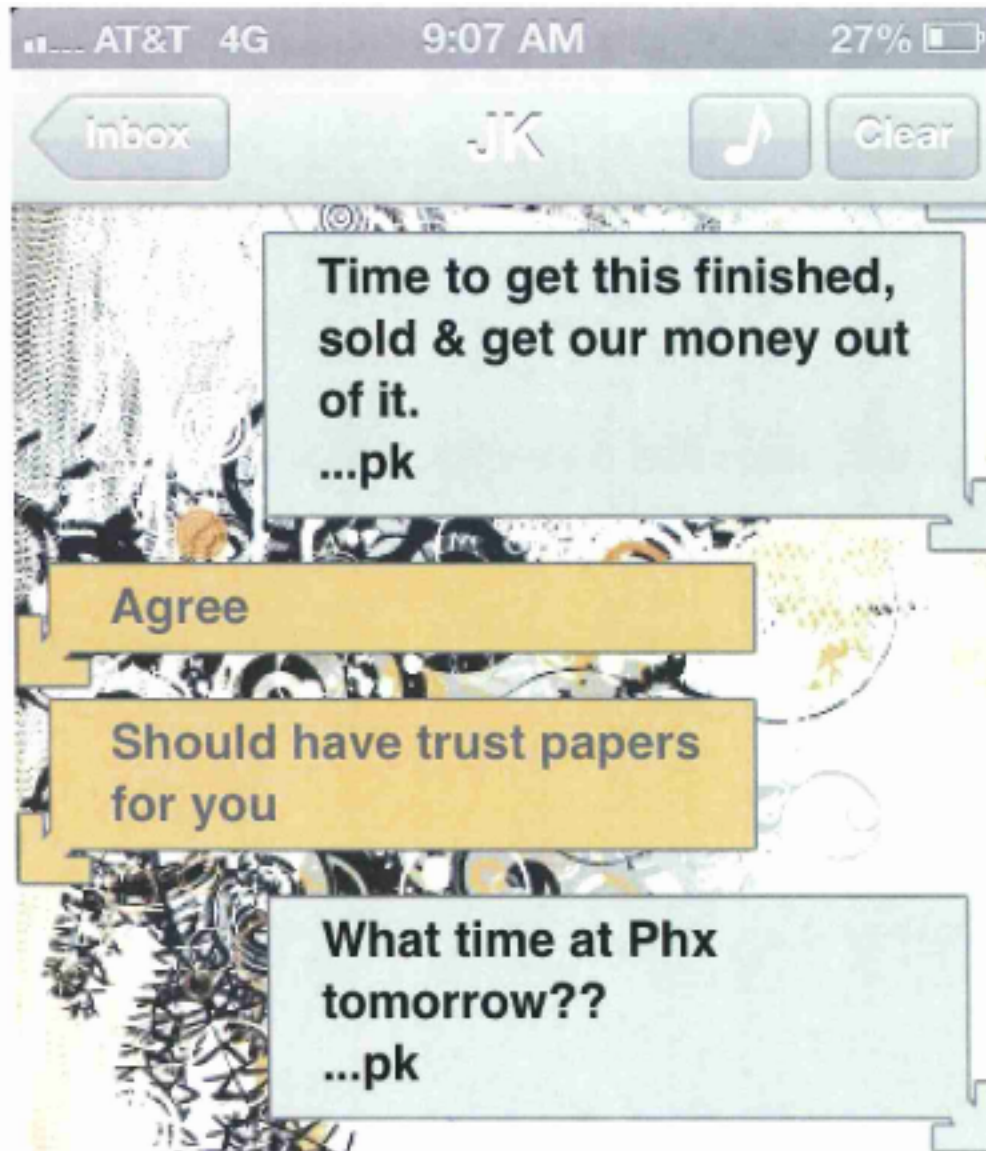 AT&T 4G 9:07 AM 27%
Inbox JK Clear
Time to get this finished,
sold & get our money out
of it.
...pk
Agree
Should have trust papers
for you
What time at Phx
tomorrow??
...pk